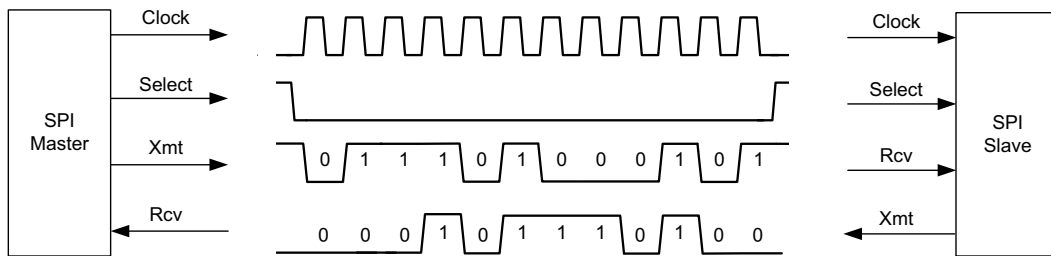 Clock
Select
SPI
Master
Xmt
Rcv
0 1 1 1 0 1 0 0 0 1 0 1
0 0 0 1 0 1 1 1 0 1 0 0
Clock
Select
Rcv
Xmt
SPI
Slave